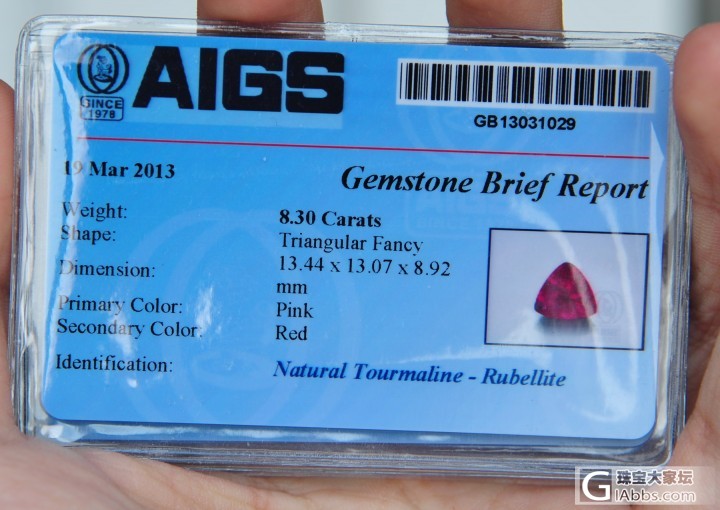 AIGS
SINCE
1978
GB13031029
19 Mar 2013
Gemstone Brief Report
Weight: 8.30 Carats
Shape: Triangular Fancy
Dimension: 13.44 x 13.07 x 8.92
mm
Primary Color: Pink
Secondary Color: Red
Identification: Natural Tourmaline - Rubellite
G 珠宝大家坛
GIAbbs.com